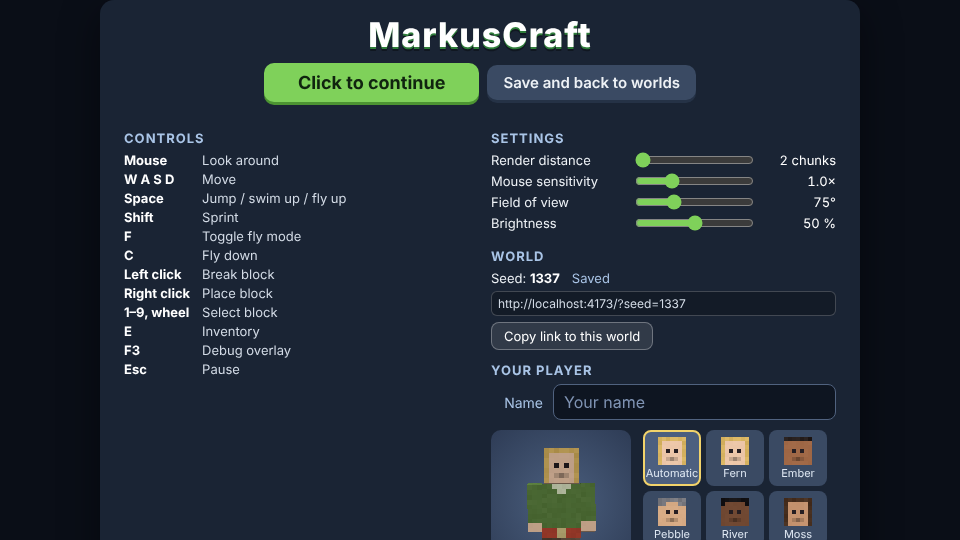 MarkusCraft
Click to continue
Save and back to worlds
CONTROLS
Mouse Look around
W A S D Move
Space Jump / swim up / fly up
Shift Sprint
F Toggle fly mode
C Fly down
Left click Break block
Right click Place block
1–9, wheel Select block
E Inventory
F3 Debug overlay
Esc Pause
SETTINGS
Render distance 2 chunks
Mouse sensitivity 1.0×
Field of view 75°
Brightness 50 %
WORLD
Seed: 1337 Saved
http://localhost:4173/?seed=1337
Copy link to this world
YOUR PLAYER
Name Your name
Automatic Fern Ember
Pebble River Moss